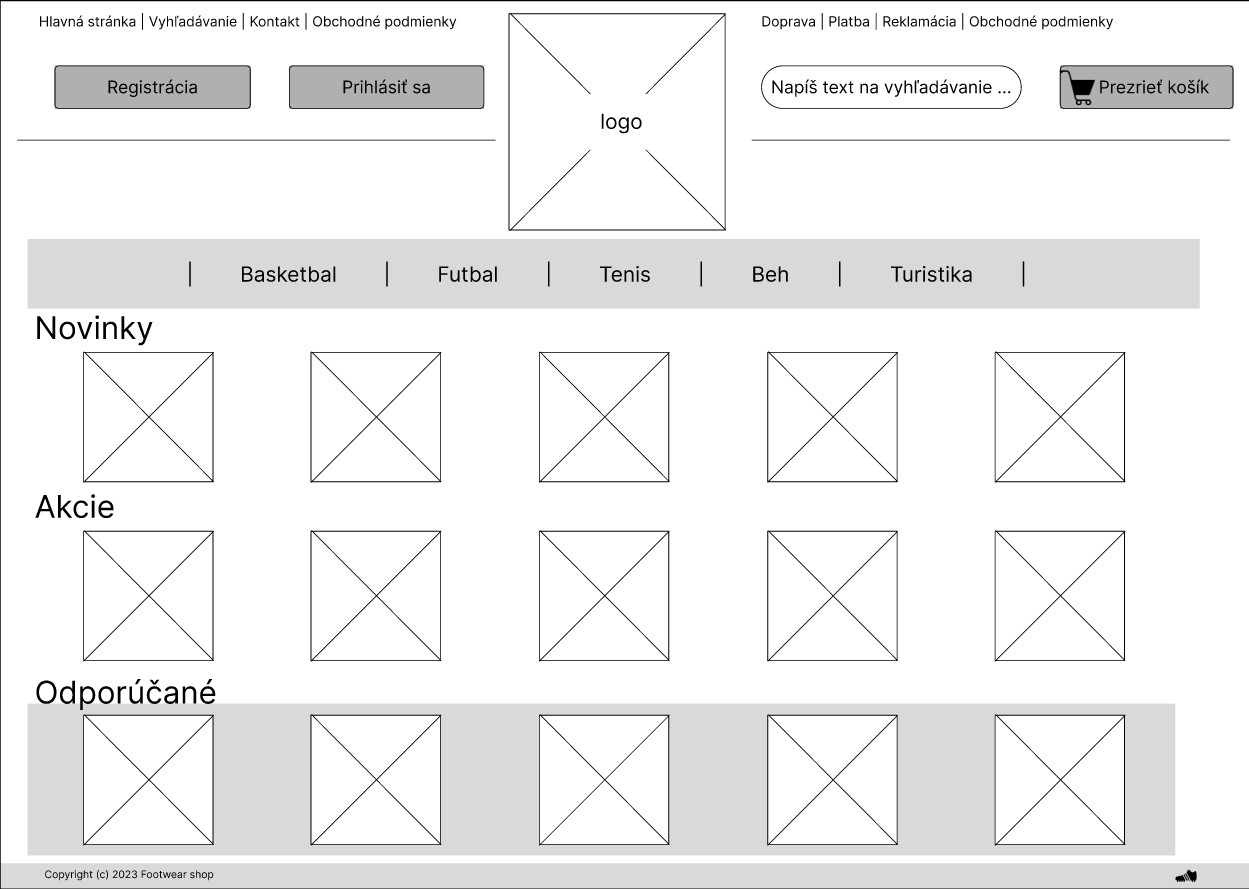 Hlavná stránka | Vyhľadávanie | Kontakt | Obchodné podmienky
Doprava | Platba | Reklamácia | Obchodné podmienky
Registrácia
Prihlásiť sa
logo
Napíš text na vyhľadávanie ...
Prezrieť košík
| Basketbal | Futbal | Tenis | Beh | Turistika |
Novinky
Akcie
Odporúčané
Copyright (c) 2023 Footwear shop